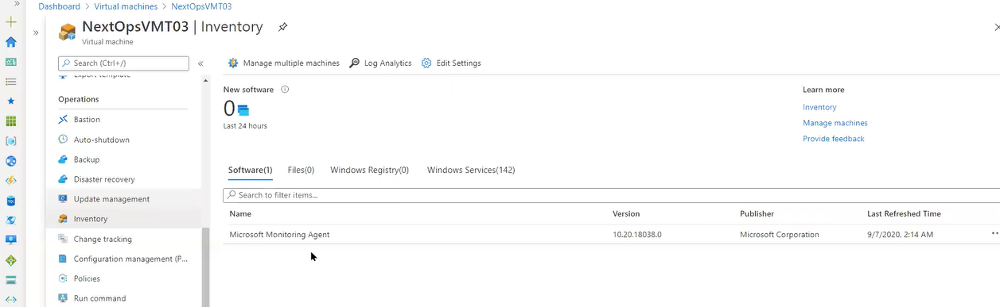 Dashboard > Virtual machines > NextOpsVMT03
NextOpsVMT03 | Inventory
Virtual machine
Search (Ctrl+/)
Export template
Operations
Bastion
Auto-shutdown
Backup
Disaster recovery
Update management
Inventory
Change tracking
Configuration management (P...
Policies
Run command
Manage multiple machines Log Analytics Edit Settings
New software
0
Last 24 hours
Learn more
Inventory
Manage machines
Provide feedback
Software(1) Files(0) Windows Registry(0) Windows Services(142)
Search to filter items...
Name Version Publisher Last Refreshed Time
Microsoft Monitoring Agent 10.20.18038.0 Microsoft Corporation 9/7/2020, 2:14 AM